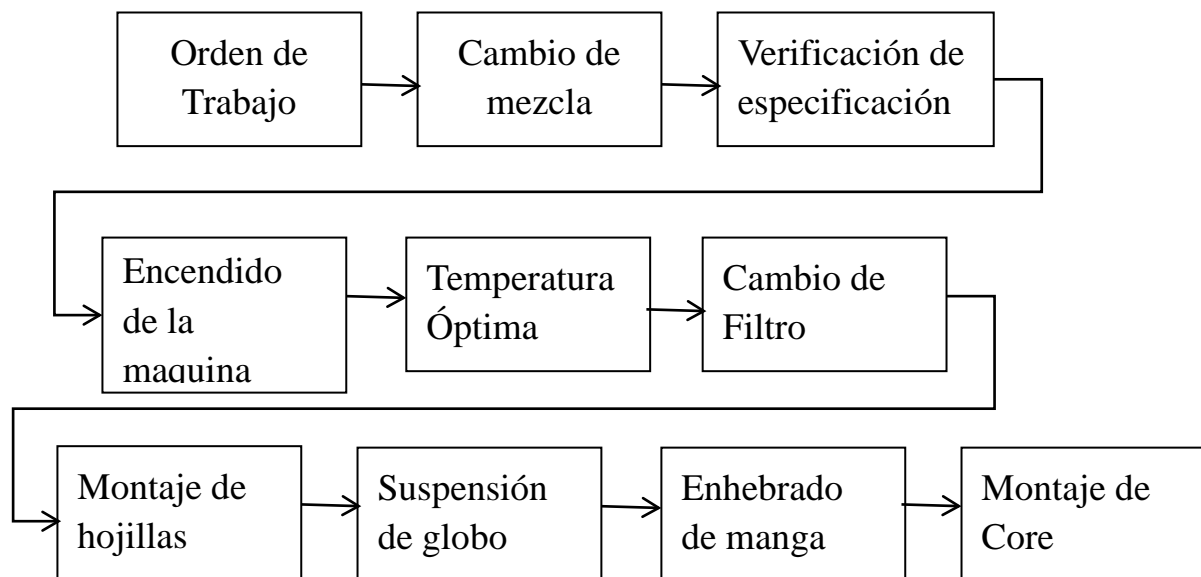 Orden de
Trabajo
Cambio de
mezcla
Verificación de
especificación
Encendido
de la
maquina
Temperatura
Óptima
Cambio de
Filtro
Montaje de
hojillas
Suspensión
de globo
Enhebrado
de manga
Montaje de
Core